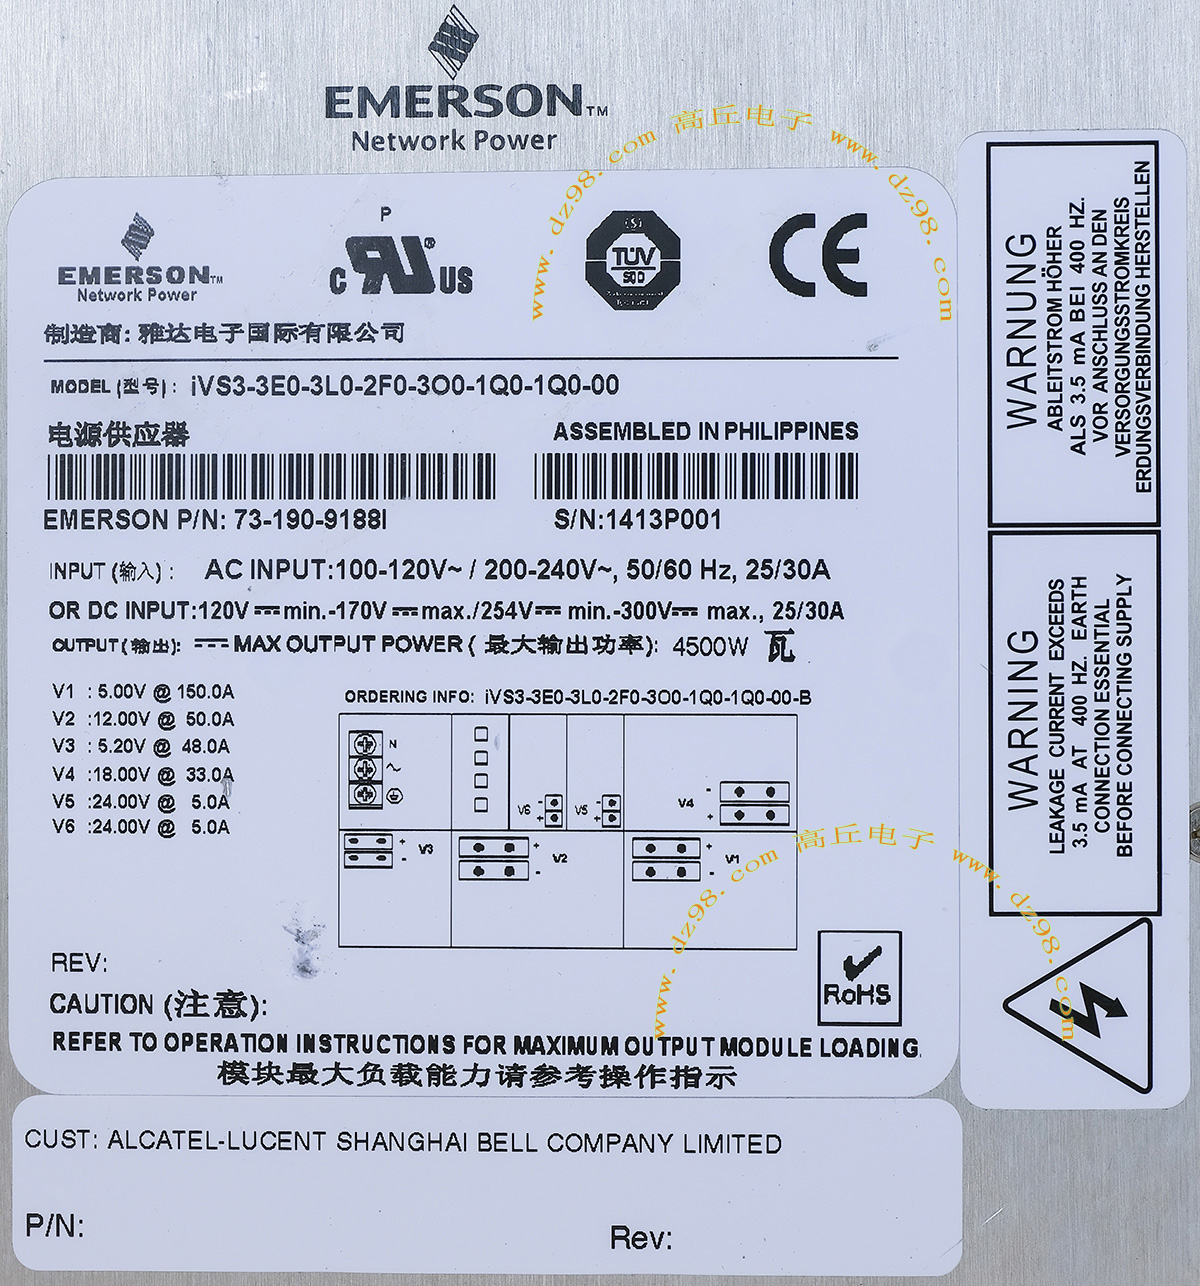 EMERSON™
Network Power
www.dz98.com 高丘电子 www.dz98.com
EMERSON™
Network Power
P
c RU® US
TÜV
CE
制造商: 雅达电子国际有限公司
MODEL (型号) : iVS3-3E0-3L0-2F0-3O0-1Q0-1Q0-00
电源供应器
ASSEMBLED IN PHILIPPINES
EMERSON P/N: 73-190-9188I
S/N:1413P001
INPUT (输入) : AC INPUT:100-120V~ / 200-240V~, 50/60 Hz, 25/30A
OR DC INPUT:120V⎓min.-170V⎓max./254V⎓ min.-300V⎓ max., 25/30A
OUTPUT (输出): ⎓ MAX OUTPUT POWER ( 最大输出功率): 4500W 瓦
V1 : 5.00V @ 150.0A
V2 :12.00V @ 50.0A
V3 : 5.20V @ 48.0A
V4 :18.00V @ 33.0A
V5 :24.00V @ 5.0A
V6 :24.00V @ 5.0A
ORDERING INFO: iVS3-3E0-3L0-2F0-3O0-1Q0-1Q0-00-B
N
~
V6 - +
V5 - +
V4 - +
+ - V3
+ - V2
+ - V1
www.dz98.com 高丘电子 www.dz98.com
RoHS
REV:
CAUTION (注意):
REFER TO OPERATION INSTRUCTIONS FOR MAXIMUM OUTPUT MODULE LOADING.
模块最大负载能力请参考操作指示
CUST: ALCATEL-LUCENT SHANGHAI BELL COMPANY LIMITED
P/N:
Rev:
WARNUNG
ABLEITSTROM HÖHER
ALS 3.5 mA BEI 400 HZ.
VOR ANSCHLUSS AN DEN
VERSORGUNGSSTROMKREIS
ERDUNGSVERBINDUNG HERSTELLEN
WARNING
LEAKAGE CURRENT EXCEEDS
3.5 mA AT 400 HZ. EARTH
CONNECTION ESSENTIAL
BEFORE CONNECTING SUPPLY